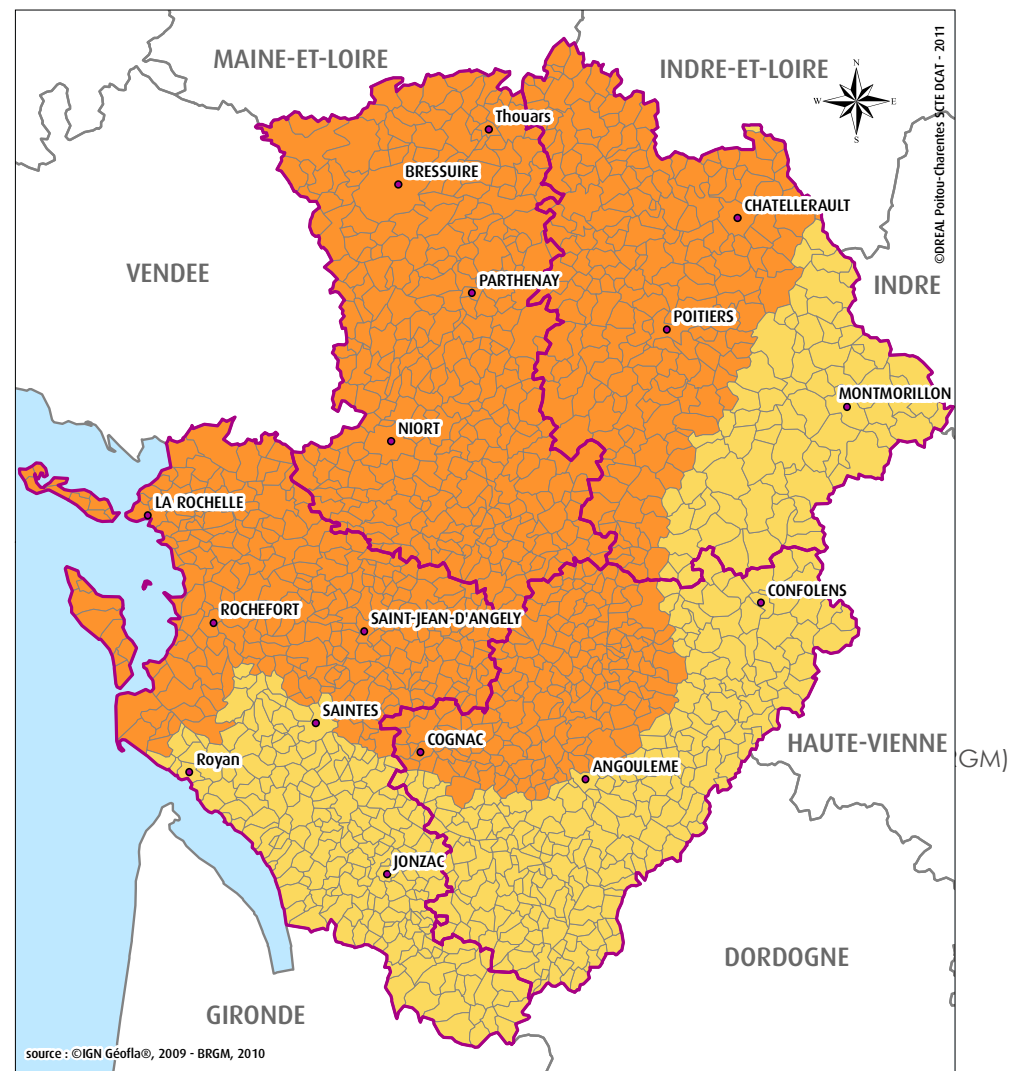 MAINE-ET-LOIRE
INDRE-ET-LOIRE
©DREAL Poitou-Charentes SCTE DCAT - 2011
N
W
E
S
Thouars
BRESSUIRE
CHATELLERAULT
VENDEE
PARTHENAY
INDRE
POITIERS
MONTMORILLON
NIORT
LA ROCHELLE
CONFOLENS
ROCHEFORT
SAINT-JEAN-D'ANGELY
SAINTES
COGNAC
HAUTE-VIENNE
GM)
Royan
ANGOULEME
JONZAC
DORDOGNE
GIRONDE
source : ©IGN Géofla®, 2009 - BRGM, 2010